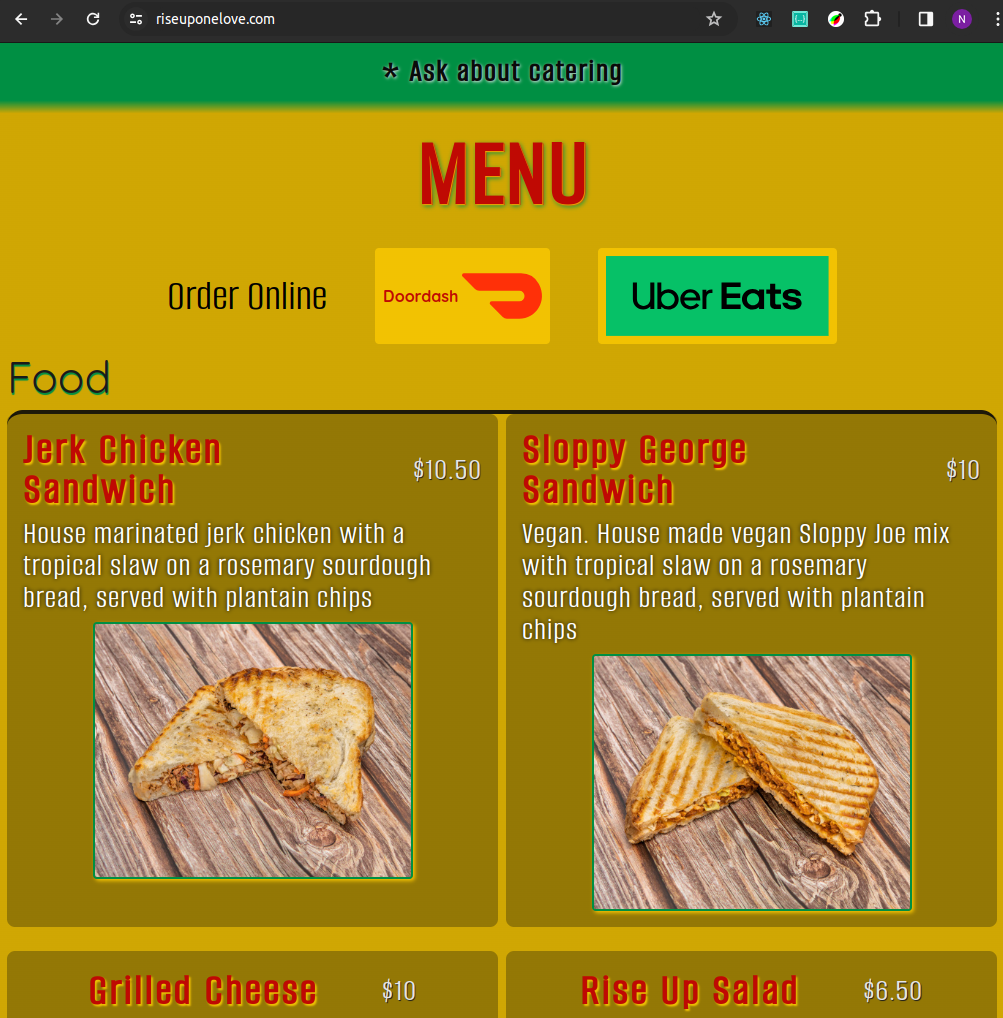 riseuponelove.com
N
* Ask about catering
MENU
Order Online
Doordash
Uber Eats
Food
Jerk Chicken
Sandwich
$10.50
House marinated jerk chicken with a
tropical slaw on a rosemary sourdough
bread, served with plantain chips
Sloppy George
Sandwich
$10
Vegan. House made vegan Sloppy Joe mix
with tropical slaw on a rosemary
sourdough bread, served with plantain
chips
Grilled Cheese
$10
Rise Up Salad
$6.50